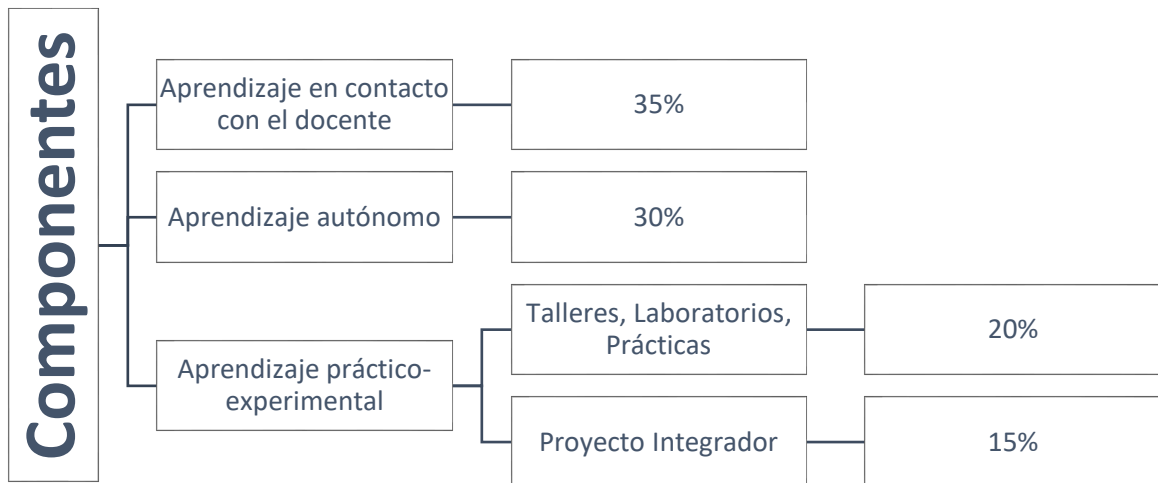 Componentes
Aprendizaje en contacto
con el docente
35%
Aprendizaje autónomo
30%
Aprendizaje práctico-
experimental
Talleres, Laboratorios,
Prácticas
20%
Proyecto Integrador
15%